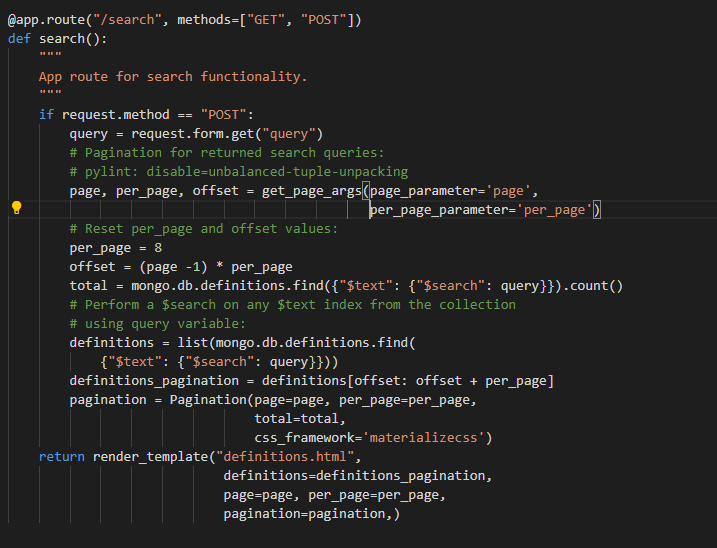 @app.route("/search", methods=["GET", "POST"])
def search():
    """
    App route for search functionality.
    """
    if request.method == "POST":
        query = request.form.get("query")
        # Pagination for returned search queries:
        # pylint: disable=unbalanced-tuple-unpacking
        page, per_page, offset = get_page_args(page_parameter='page',
                                               per_page_parameter='per_page')
        # Reset per_page and offset values:
        per_page = 8
        offset = (page -1) * per_page
        total = mongo.db.definitions.find({"$text": {"$search": query}}).count()
        # Perform a $search on any $text index from the collection
        # using query variable:
        definitions = list(mongo.db.definitions.find(
            {"$text": {"$search": query}}))
        definitions_pagination = definitions[offset: offset + per_page]
        pagination = Pagination(page=page, per_page=per_page,
                                total=total,
                                css_framework='materializecss')
    return render_template("definitions.html",
                            definitions=definitions_pagination,
                            page=page, per_page=per_page,
                            pagination=pagination,)